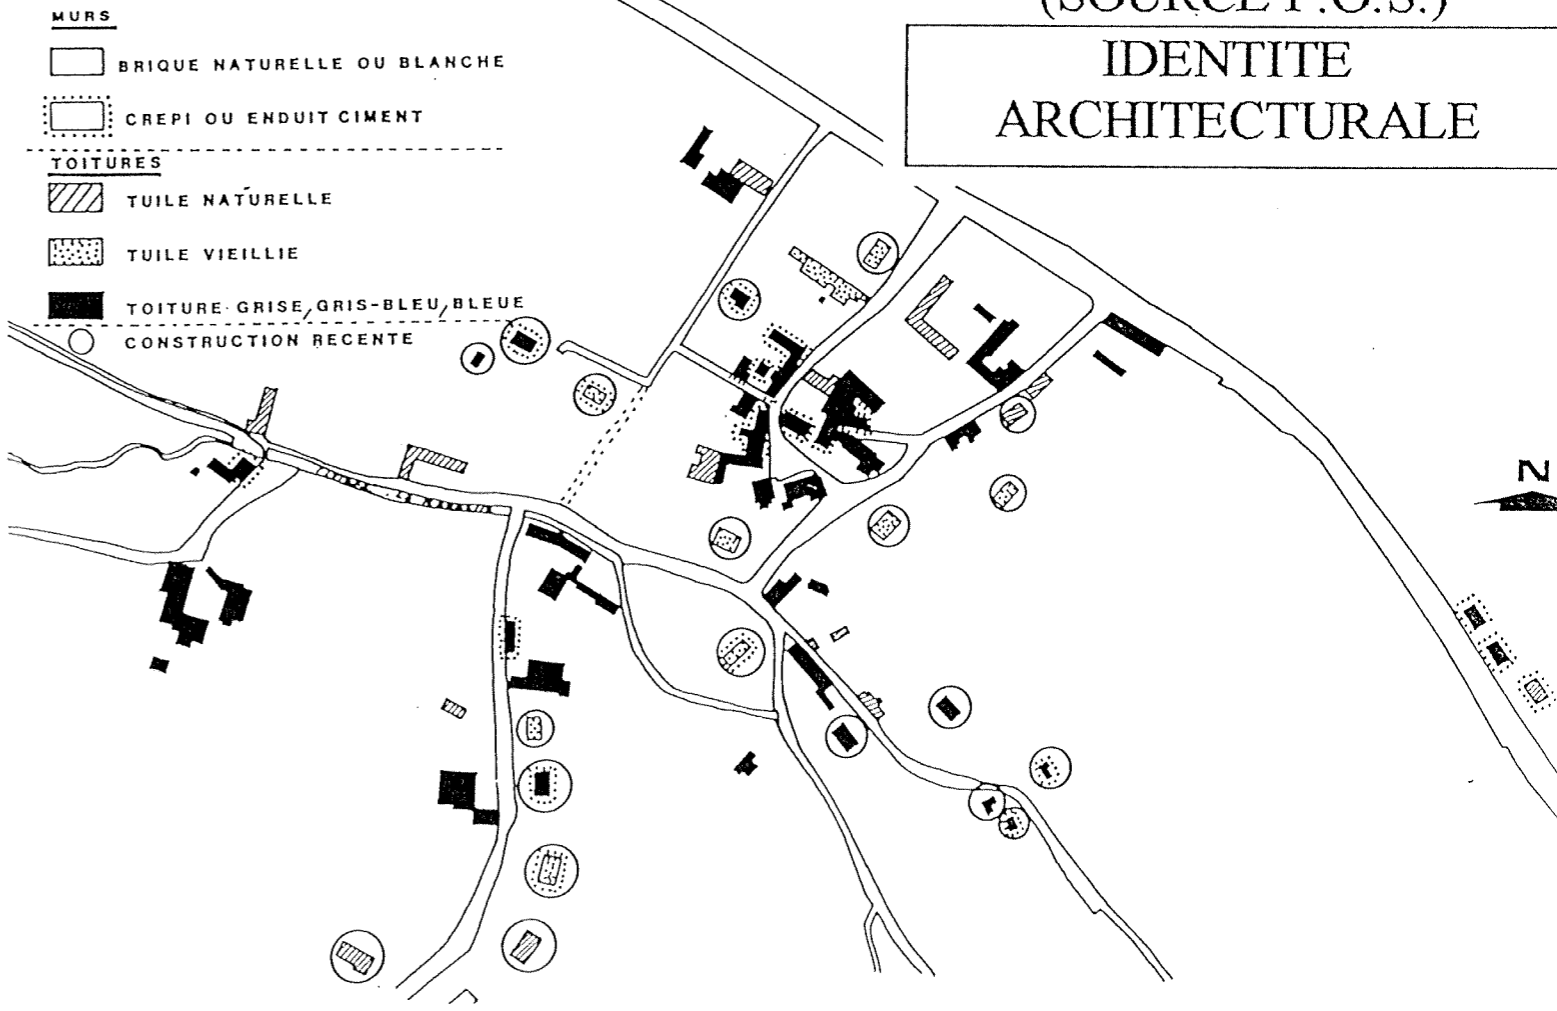 MURS
BRIQUE NATURELLE OU BLANCHE
CREPI OU ENDUIT CIMENT
TOITURES
TUILE NATURELLE
TUILE VIEILLIE
TOITURE GRISE, GRIS-BLEU, BLEUE
CONSTRUCTION RECENTE
(SOURCE P.O.S.)
IDENTITE
ARCHITECTURALE
N